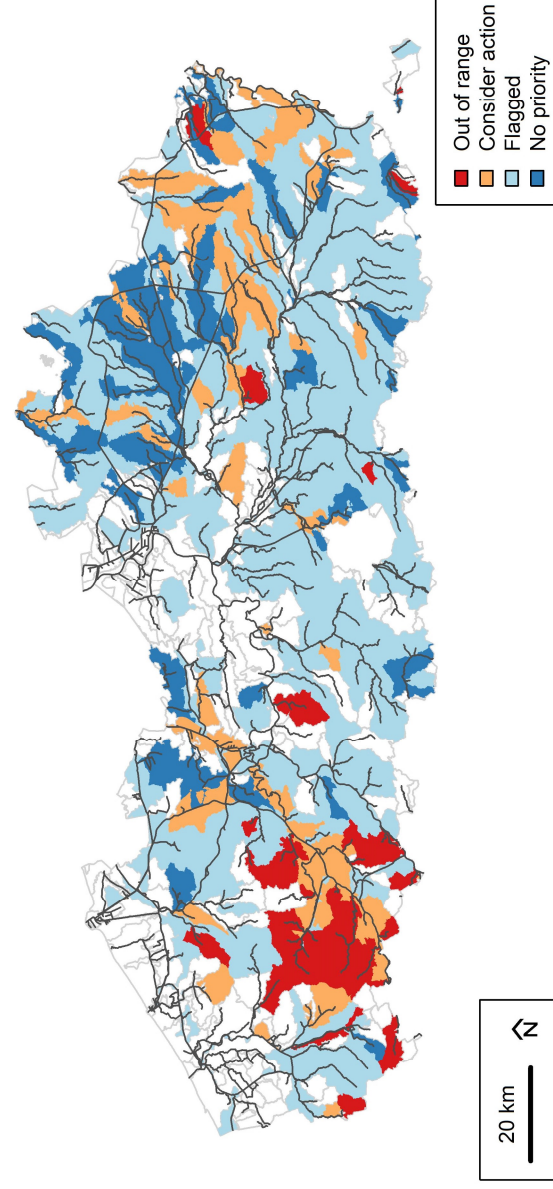 Out of range
Consider action
Flagged
No priority
20 km
N